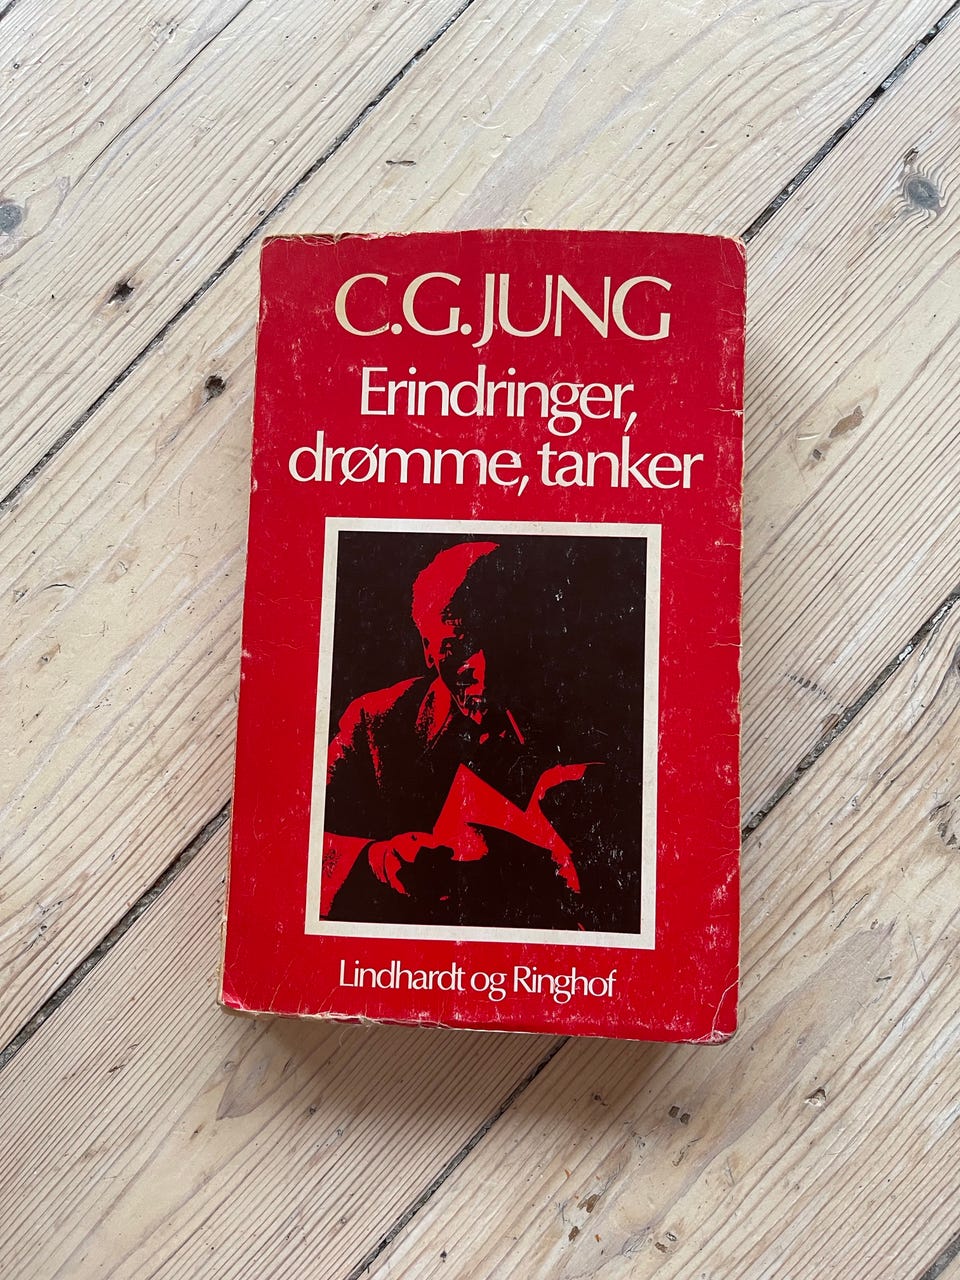 C.G.JUNG
Erindringer,
drømme, tanker
Lindhardt og Ringhof